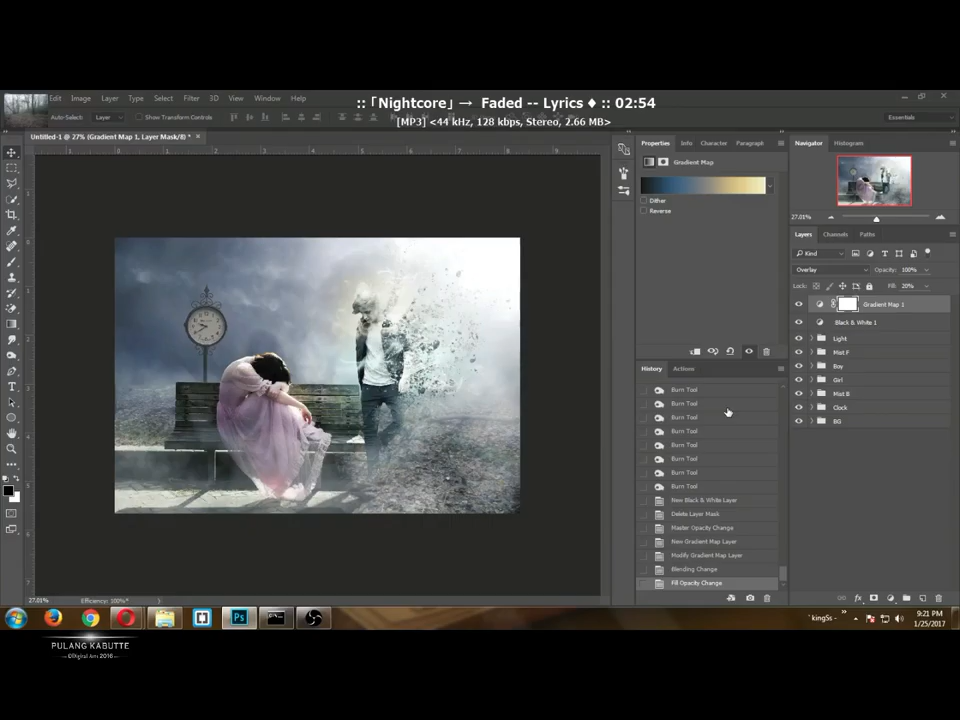 :: 「Nightcore」→ Faded -- Lyrics ♦ :: 02:54
[MP3] <44 kHz, 128 kbps, Stereo, 2.66 MB>
Edit Image Layer Type Select Filter 3D View Window Help
Auto-Select: Layer Show Transform Controls Essentials
Untitled-1 @ 27% (Gradient Map 1, Layer Mask/8) * ×
Properties Info Character Paragraph
Gradient Map
Dither
Reverse
Navigator Histogram
27.01%
Layers Channels Paths
Kind
Overlay Opacity: 100%
Lock: Fill: 20%
Gradient Map 1
Black & White 1
Light
Mist F
Boy
Girl
Mist B
Clock
BG
History Actions
Burn Tool
Burn Tool
Burn Tool
Burn Tool
Burn Tool
Burn Tool
Burn Tool
Burn Tool
New Black & White Layer
Delete Layer Mask
Master Opacity Change
New Gradient Map Layer
Modify Gradient Map Layer
Blending Change
Fill Opacity Change
27.01% Efficiency: 100%*
Ps
'kingSs -
9:21 PM
1/25/2017
PULANG KABUTTE
©Digital Arts 2016